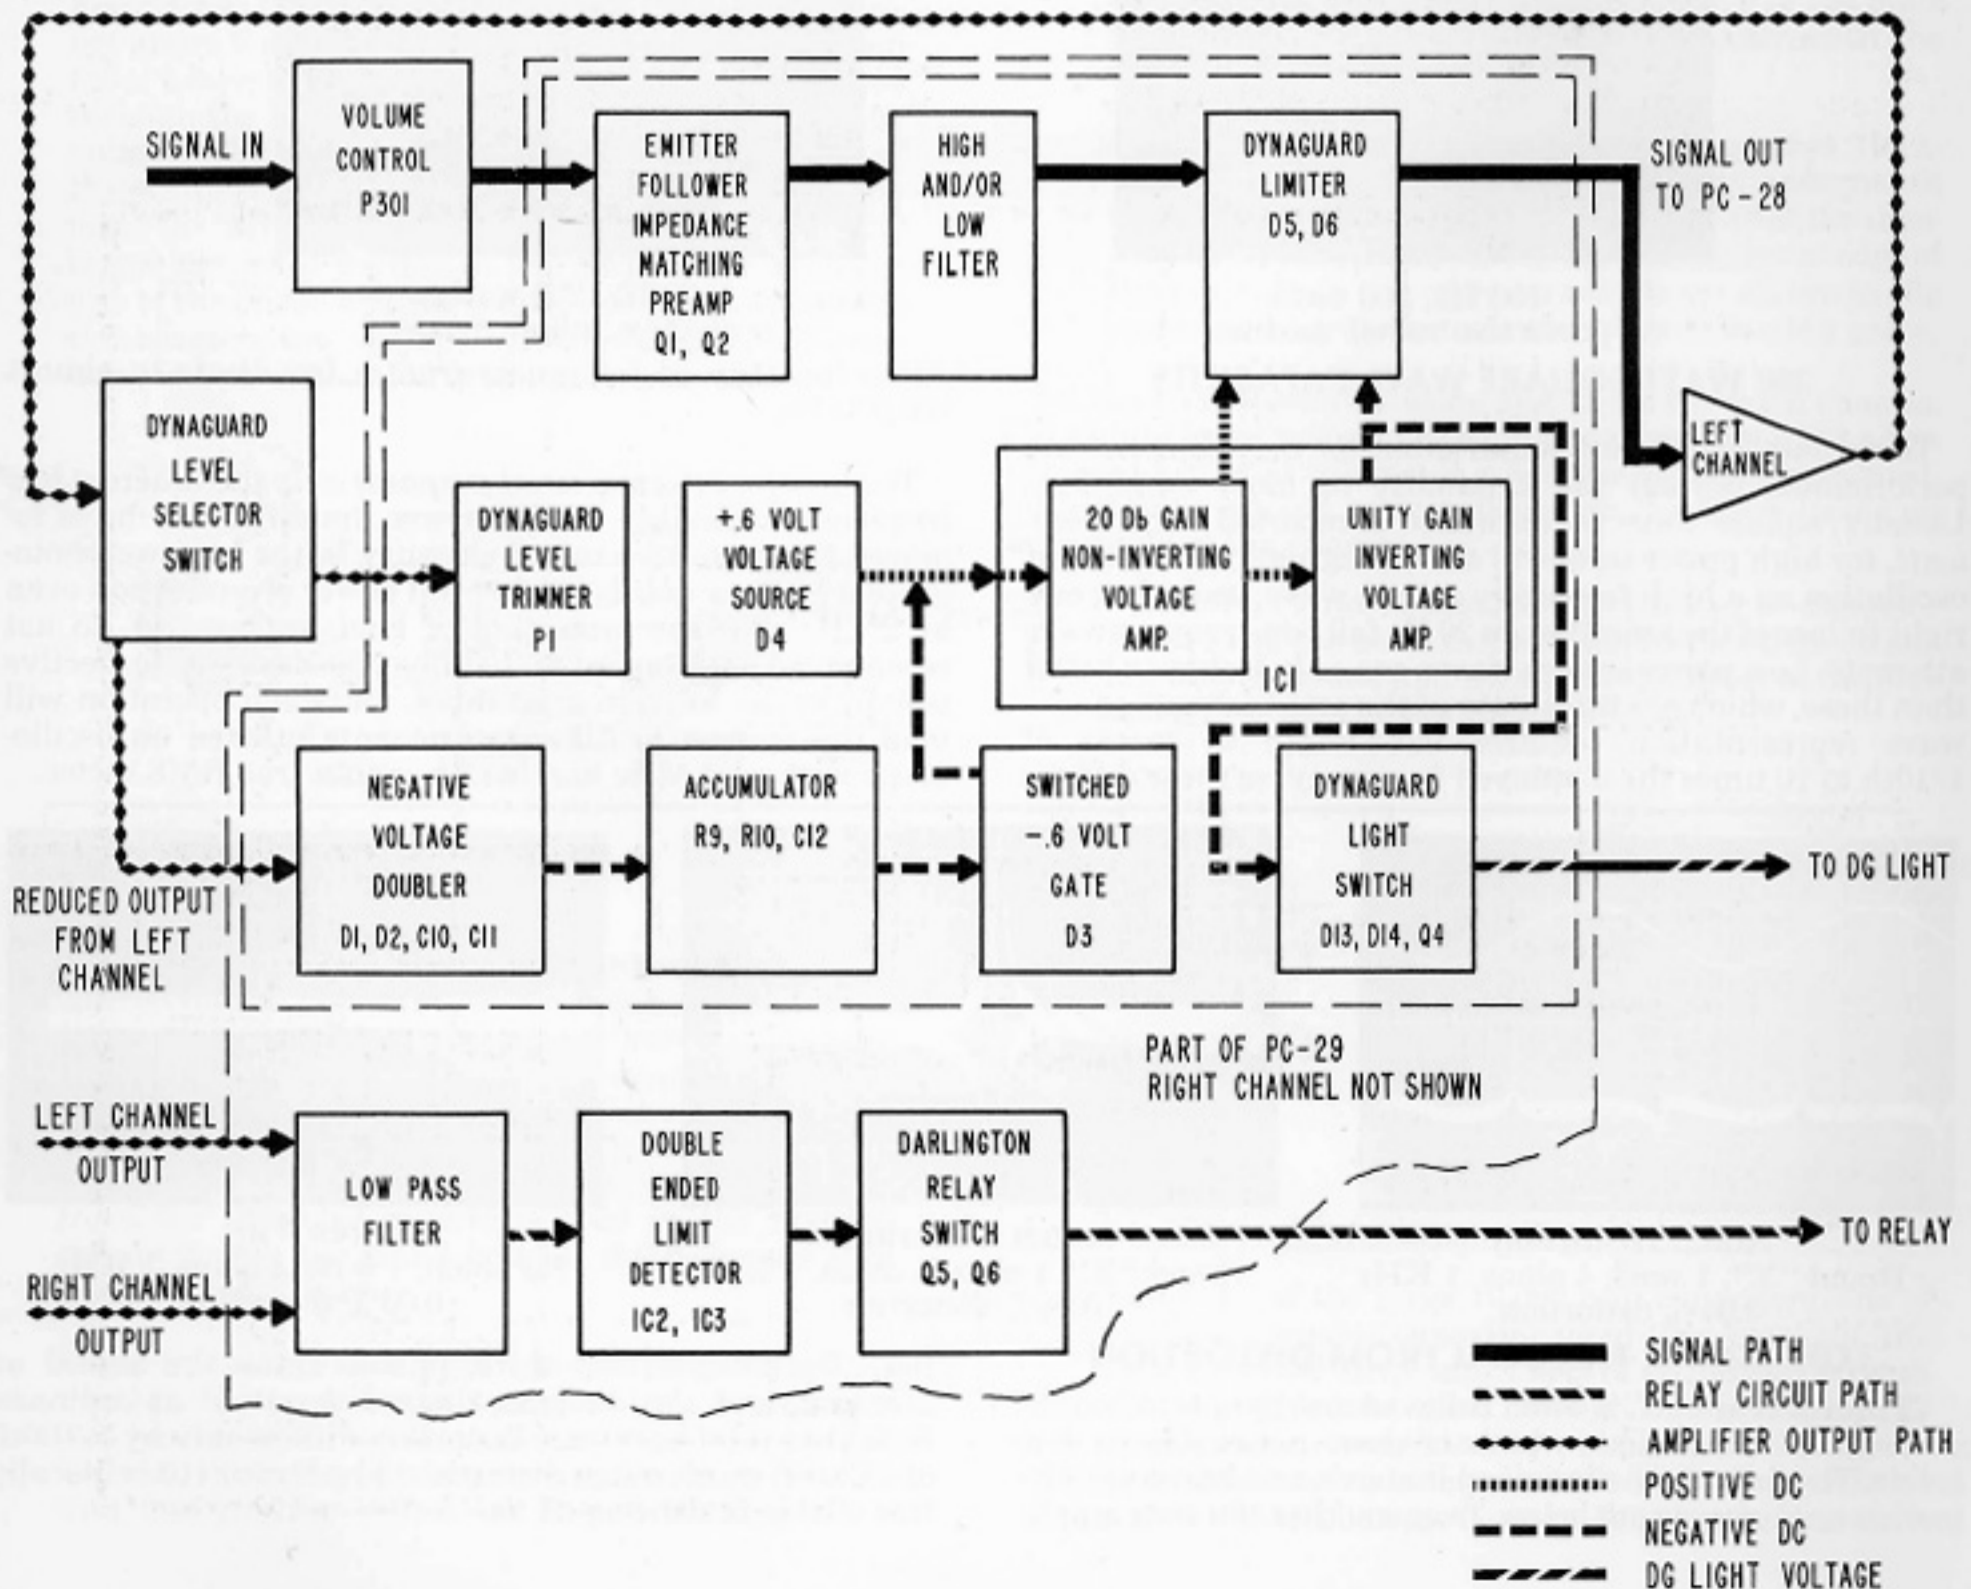 SIGNAL IN
VOLUME
CONTROL
P301
EMITTER
FOLLOWER
IMPEDANCE
MATCHING
PREAMP
Q1, Q2
HIGH
AND/OR
LOW
FILTER
DYNAGUARD
LIMITER
D5, D6
SIGNAL OUT
TO PC-28
LEFT
CHANNEL
DYNAGUARD
LEVEL
SELECTOR
SWITCH
DYNAGUARD
LEVEL
TRIMMER
P1
+.6 VOLT
VOLTAGE
SOURCE
D4
20 Db GAIN
NON-INVERTING
VOLTAGE
AMP.
UNITY GAIN
INVERTING
VOLTAGE
AMP.
IC1
NEGATIVE
VOLTAGE
DOUBLER
D1, D2, C10, C11
ACCUMULATOR
R9, R10, C12
SWITCHED
-.6 VOLT
GATE
D3
DYNAGUARD
LIGHT
SWITCH
D13, D14, Q4
TO DG LIGHT
REDUCED OUTPUT
FROM LEFT
CHANNEL
PART OF PC-29
RIGHT CHANNEL NOT SHOWN
LEFT CHANNEL
OUTPUT
RIGHT CHANNEL
OUTPUT
LOW PASS
FILTER
DOUBLE
ENDED
LIMIT
DETECTOR
IC2, IC3
DARLINGTON
RELAY
SWITCH
Q5, Q6
TO RELAY
SIGNAL PATH
RELAY CIRCUIT PATH
AMPLIFIER OUTPUT PATH
POSITIVE DC
NEGATIVE DC
DG LIGHT VOLTAGE